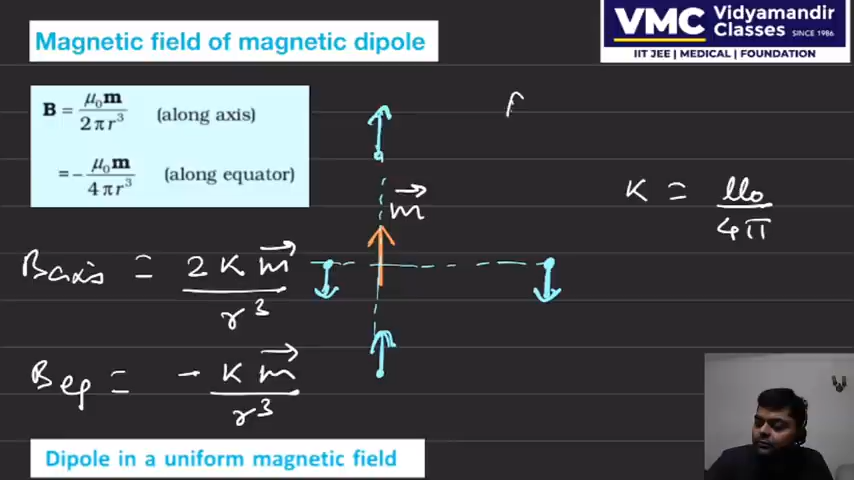 Magnetic field of magnetic dipole
VMC Vidyamandir Classes SINCE 1986
IIT JEE | MEDICAL | FOUNDATION
B = μ₀m / 2πr³ (along axis)
= - μ₀m / 4πr³ (along equator)
m⃗
K = μ₀ / 4π
Baxis = 2Km⃗ / r³
Beq = - Km⃗ / r³
Dipole in a uniform magnetic field